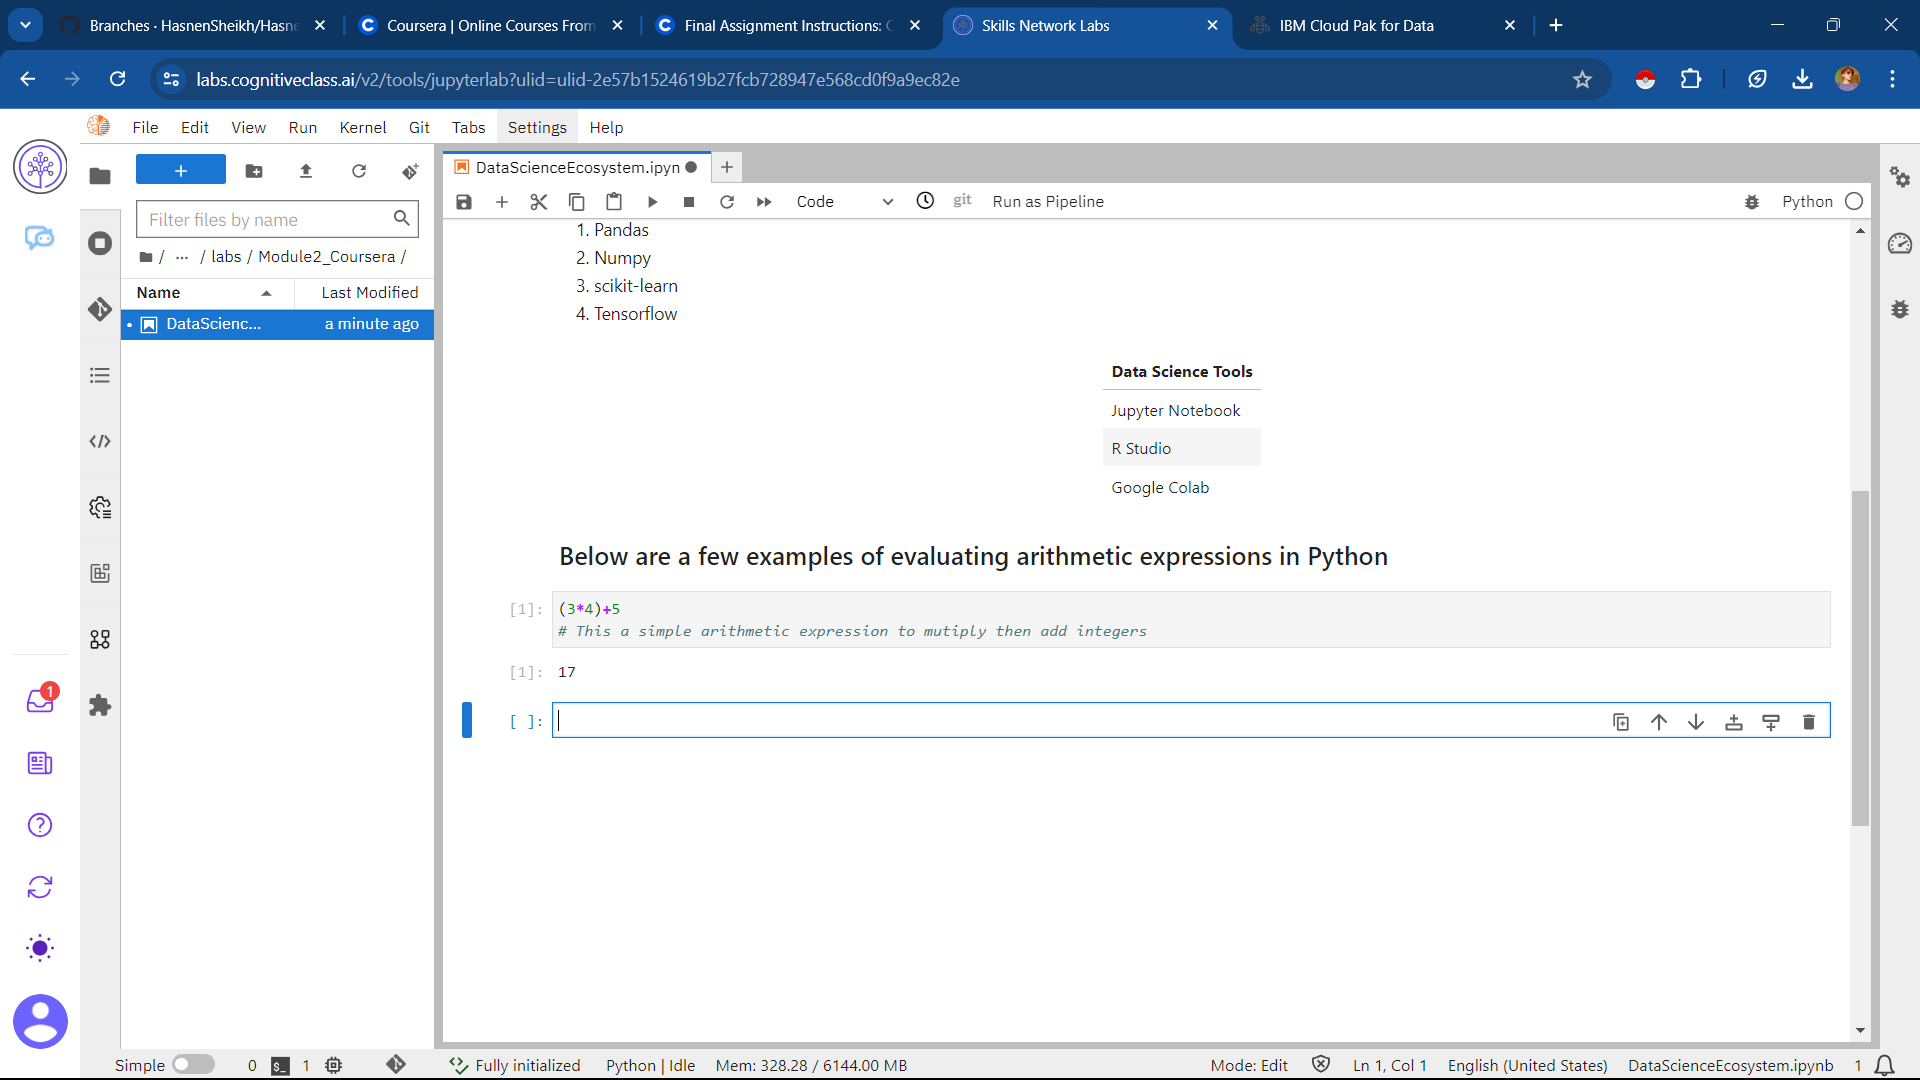 Branches · HasnenSheikh/Hasne
Coursera | Online Courses From
Final Assignment Instructions: C
Skills Network Labs
IBM Cloud Pak for Data
labs.cognitiveclass.ai/v2/tools/jupyterlab?ulid=ulid-2e57b1524619b27fcb728947e568cd0f9a9ec82e
File Edit View Run Kernel Git Tabs Settings Help
DataScienceEcosystem.ipyn
Code
git
Run as Pipeline
Python
Filter files by name
/ ... / labs / Module2_Coursera /
Name Last Modified
DataScienc... a minute ago
1. Pandas
2. Numpy
3. scikit-learn
4. Tensorflow
Data Science Tools
Jupyter Notebook
R Studio
Google Colab
Below are a few examples of evaluating arithmetic expressions in Python
[1]: (3*4)+5
# This a simple arithmetic expression to mutiply then add integers
[1]: 17
[ ]:
1
Simple 0 $_ 1 Fully initialized Python | Idle Mem: 328.28 / 6144.00 MB Mode: Edit Ln 1, Col 1 English (United States) DataScienceEcosystem.ipynb 1